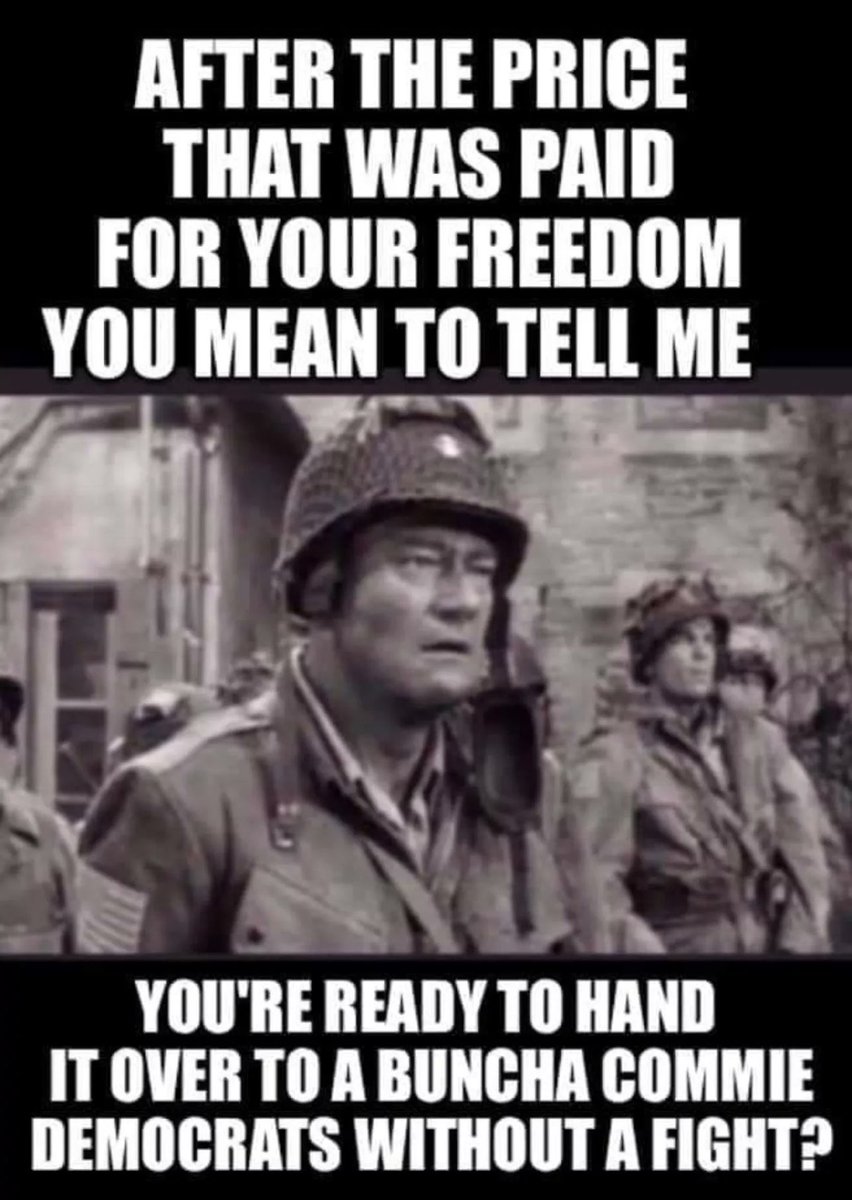 AFTER THE PRICE
THAT WAS PAID
FOR YOUR FREEDOM
YOU MEAN TO TELL ME
YOU'RE READY TO HAND
IT OVER TO A BUNCHA COMMIE
DEMOCRATS WITHOUT A FIGHT?